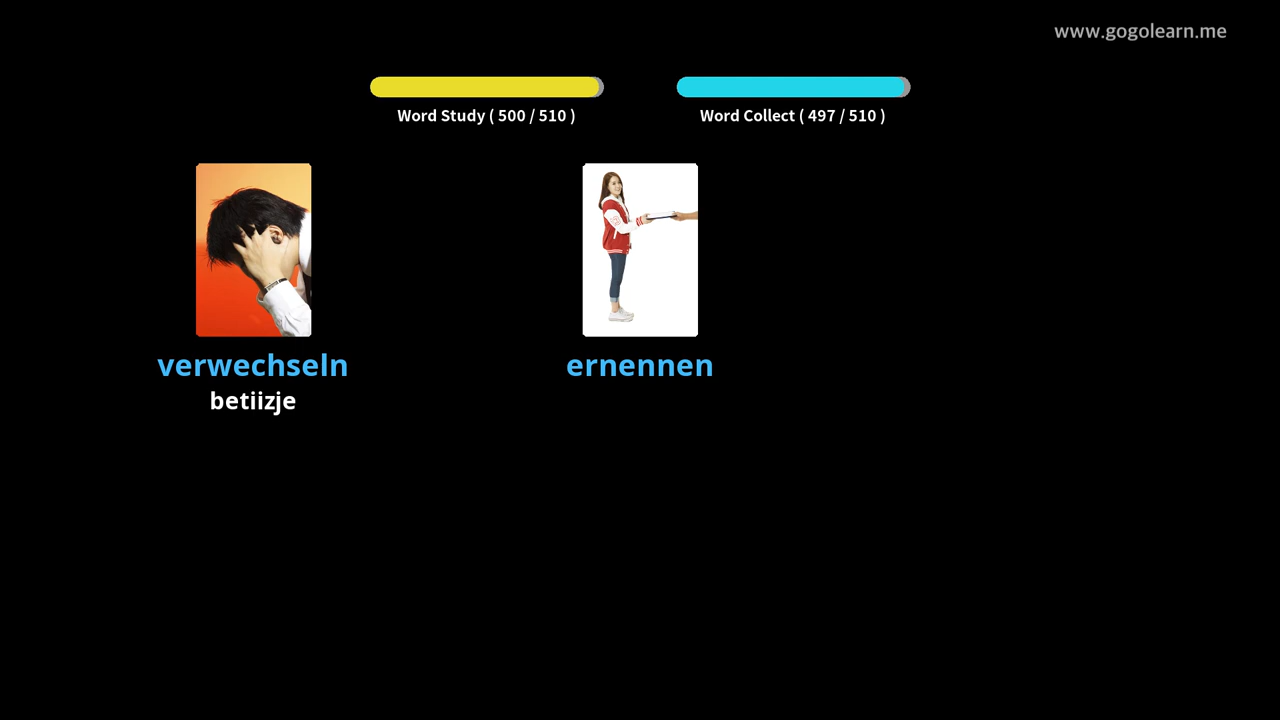 www.gogolearn.me
Word Study ( 500 / 510 )
Word Collect ( 497 / 510 )
verwechseln
betiizje
ernennen